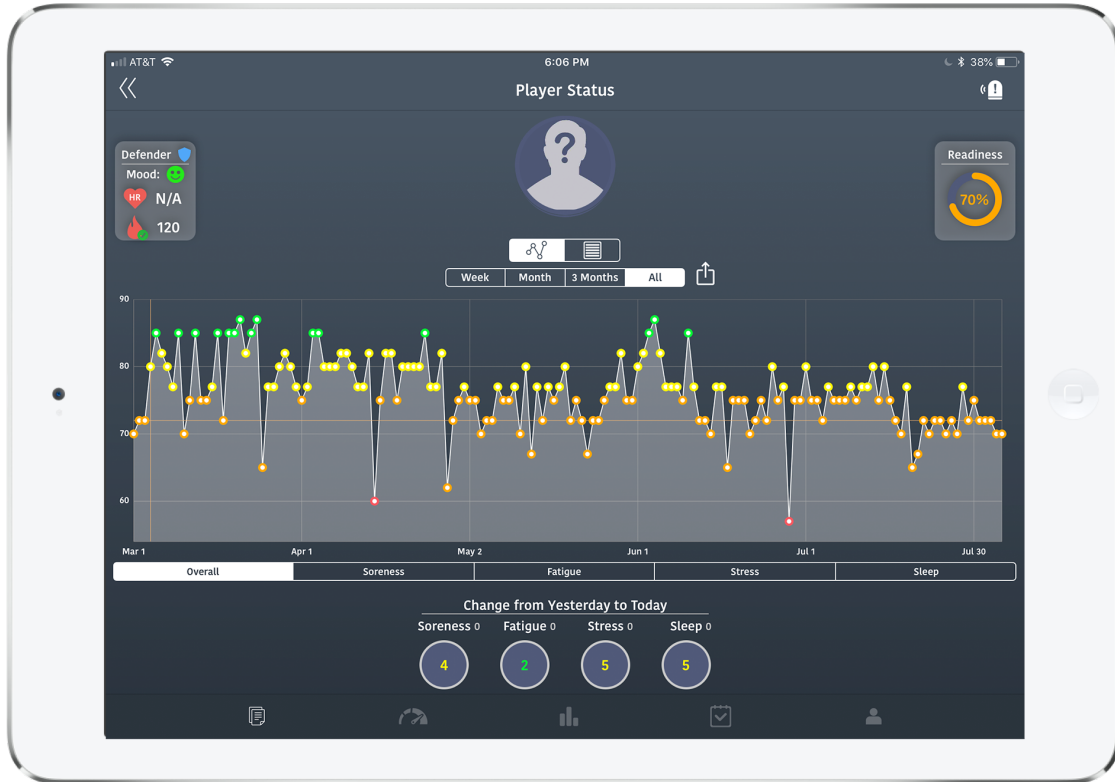 AT&T 6:06 PM 38%
Player Status
!
Defender
Mood:
HR N/A
120
?
Readiness
70%
Week Month 3 Months All
90
80
70
60
Mar 1 Apr 1 May 2 Jun 1 Jul 1 Jul 30
Overall Soreness Fatigue Stress Sleep
Change from Yesterday to Today
Soreness 0 Fatigue 0 Stress 0 Sleep 0
4 2 5 5